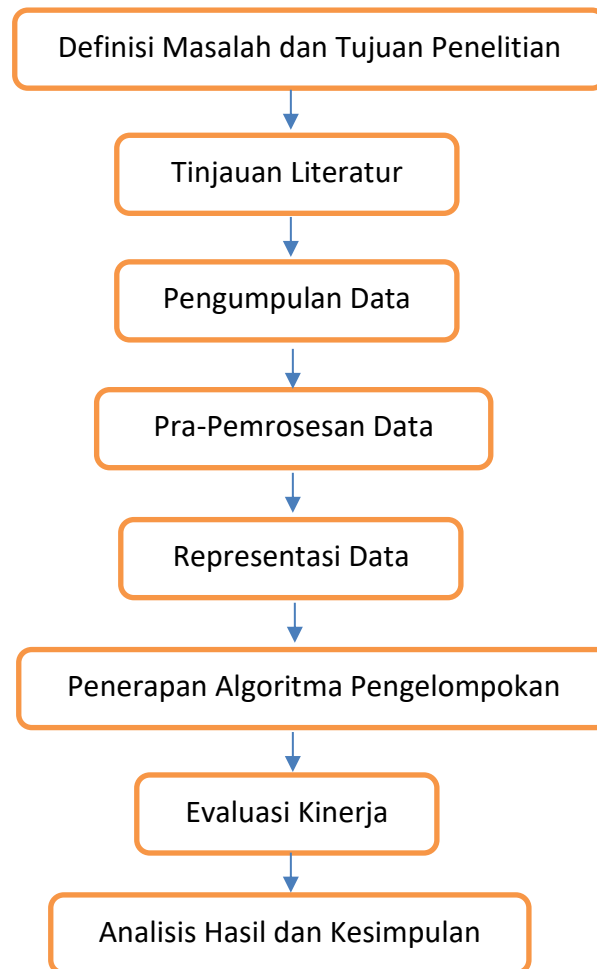 Definisi Masalah dan Tujuan Penelitian
Tinjauan Literatur
Pengumpulan Data
Pra-Pemrosesan Data
Representasi Data
Penerapan Algoritma Pengelompokan
Evaluasi Kinerja
Analisis Hasil dan Kesimpulan